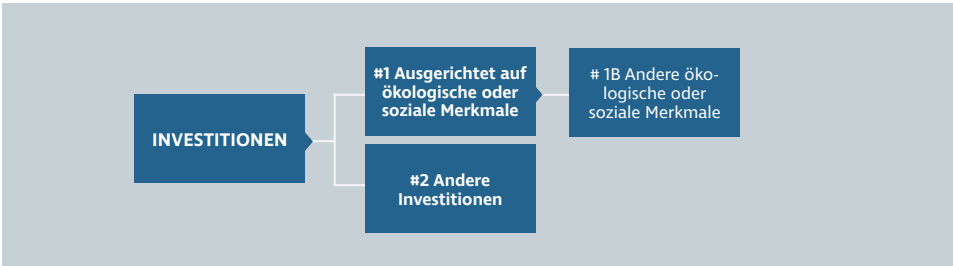 INVESTITIONEN
#1 Ausgerichtet auf
ökologische oder
soziale Merkmale
# 1B Andere öko-
logische oder
soziale Merkmale
#2 Andere
Investitionen